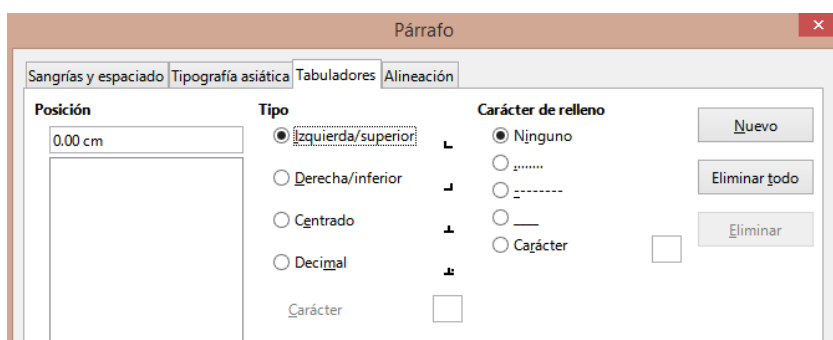 Párrafo
Sangrías y espaciado Tipografía asiática Tabuladores Alineación
Posición Tipo Carácter de relleno
0.00 cm Izquierda/superior Ninguno Nuevo
........
Derecha/inferior Eliminar todo
--------
Centrado ___ Eliminar
Carácter
Decimal
Carácter